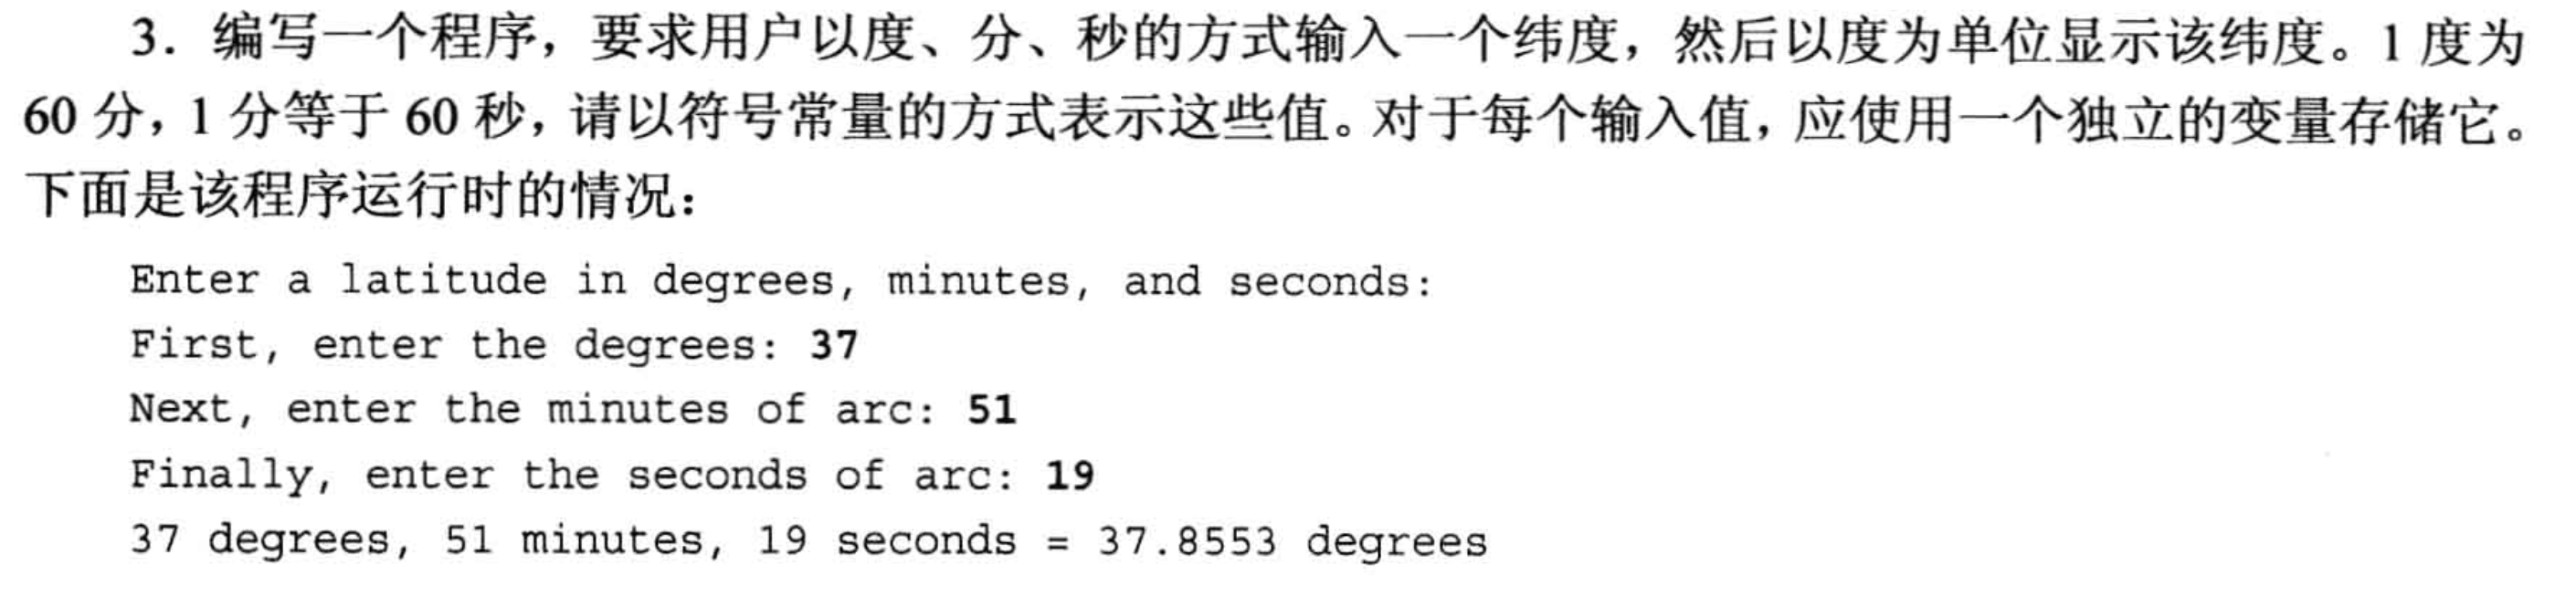 3. 编写一个程序，要求用户以度、分、秒的方式输入一个纬度，然后以度为单位显示该纬度。1 度为
60 分，1 分等于 60 秒，请以符号常量的方式表示这些值。对于每个输入值，应使用一个独立的变量存储它。
下面是该程序运行时的情况：
Enter a latitude in degrees, minutes, and seconds:
First, enter the degrees: 37
Next, enter the minutes of arc: 51
Finally, enter the seconds of arc: 19
37 degrees, 51 minutes, 19 seconds = 37.8553 degrees